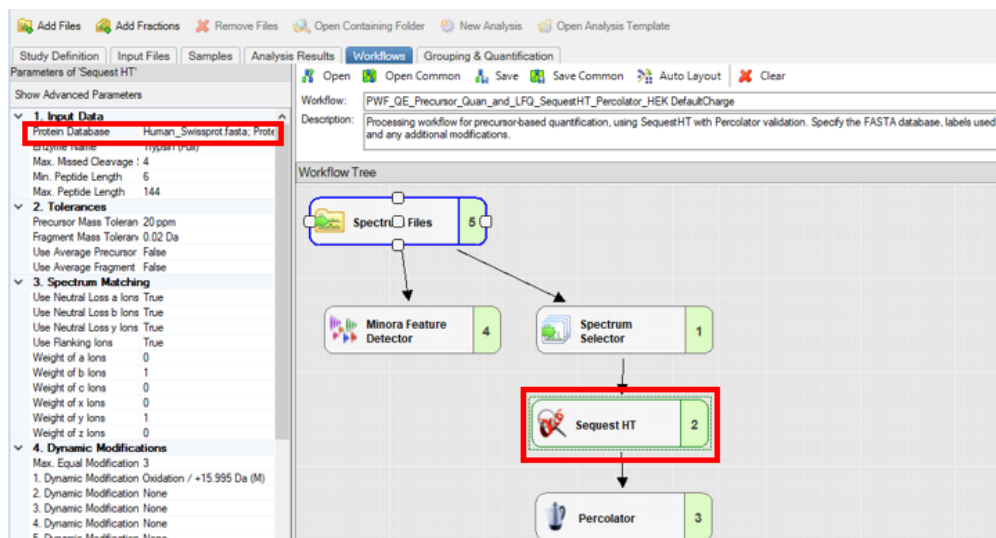 Add Files Add Fractions Remove Files Open Containing Folder New Analysis Open Analysis Template
Study Definition Input Files Samples Analysis Results Workflows Grouping & Quantification
Parameters of 'Sequest HT'
Show Advanced Parameters
1. Input Data
Protein Database Human_Swissprot.fasta; Prote
Enzyme Name Trypsin (Full)
Max. Missed Cleavage : 4
Min. Peptide Length 6
Max. Peptide Length 144
2. Tolerances
Precursor Mass Toleran 20 ppm
Fragment Mass Toleran 0.02 Da
Use Average Precursor False
Use Average Fragment False
3. Spectrum Matching
Use Neutral Loss a Ions True
Use Neutral Loss b Ions True
Use Neutral Loss y Ions True
Use Flanking Ions True
Weight of a Ions 0
Weight of b Ions 1
Weight of c Ions 0
Weight of x Ions 0
Weight of y Ions 1
Weight of z Ions 0
4. Dynamic Modifications
Max. Equal Modification 3
1. Dynamic Modification Oxidation / +15.995 Da (M)
2. Dynamic Modification None
3. Dynamic Modification None
4. Dynamic Modification None
5. Dynamic Modification None
Open Open Common Save Save Common Auto Layout Clear
Workflow: PWF_QE_Precursor_Quan_and_LFQ_SequestHT_Percolator_HEK DefaultCharge
Description: Processing workflow for precursor-based quantification, using SequestHT with Percolator validation. Specify the FASTA database, labels used
and any additional modifications.
Workflow Tree
Spectrum Files 5
Minora Feature
Detector 4
Spectrum
Selector 1
Sequest HT 2
Percolator 3